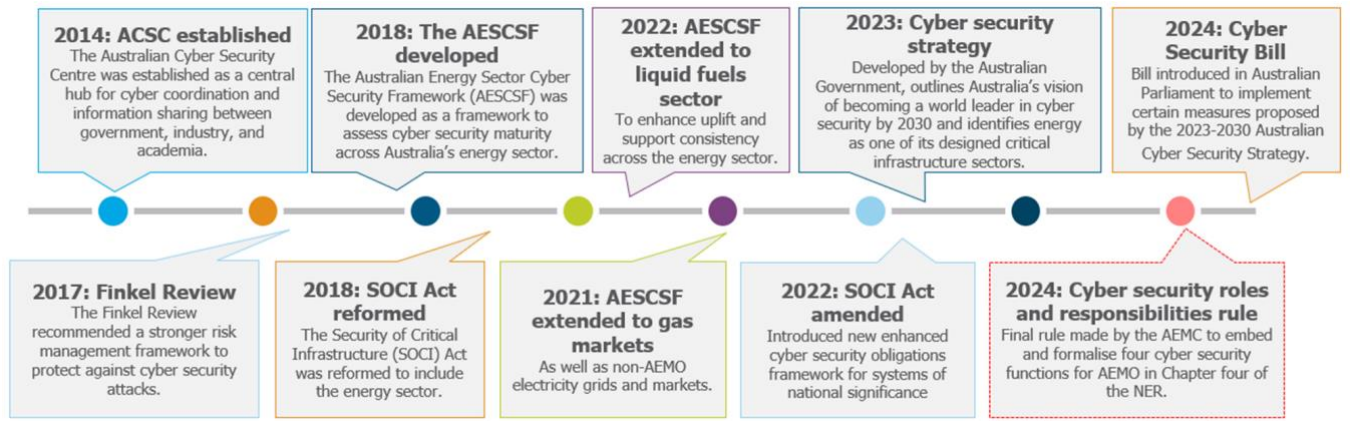 2014: ACSC established
The Australian Cyber Security
Centre was established as a central
hub for cyber coordination and
information sharing between
government, industry, and
academia.
2018: The AESCSF
developed
The Australian Energy Sector Cyber
Security Framework (AESCSF) was
developed as a framework to
assess cyber security maturity
across Australia's energy sector.
2022: AESCSF
extended to
liquid fuels
sector
To enhance uplift and
support consistency
across the energy sector.
2023: Cyber security
strategy
Developed by the Australian
Government, outlines Australia's vision
of becoming a world leader in cyber
security by 2030 and identifies energy
as one of its designed critical
infrastructure sectors.
2024: Cyber
Security Bill
Bill introduced in Australian
Parliament to implement
certain measures proposed
by the 2023-2030 Australian
Cyber Security Strategy.
2017: Finkel Review
The Finkel Review
recommended a stronger risk
management framework to
protect against cyber security
attacks.
2018: SOCI Act
reformed
The Security of Critical
Infrastructure (SOCI) Act
was reformed to include
the energy sector.
2021: AESCSF
extended to gas
markets
As well as non-AEMO
electricity grids and markets.
2022: SOCI Act
amended
Introduced new enhanced
cyber security obligations
framework for systems of
national significance
2024: Cyber security roles
and responsibilities rule
Final rule made by the AEMC to embed
and formalise four cyber security
functions for AEMO in Chapter four of
the NER.